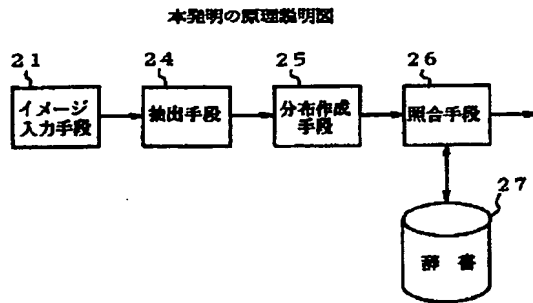 本発明の原理説明図
21 24 25 26
イメージ
入力手段
抽出手段
分布作成
手段
照合手段
27
辞書